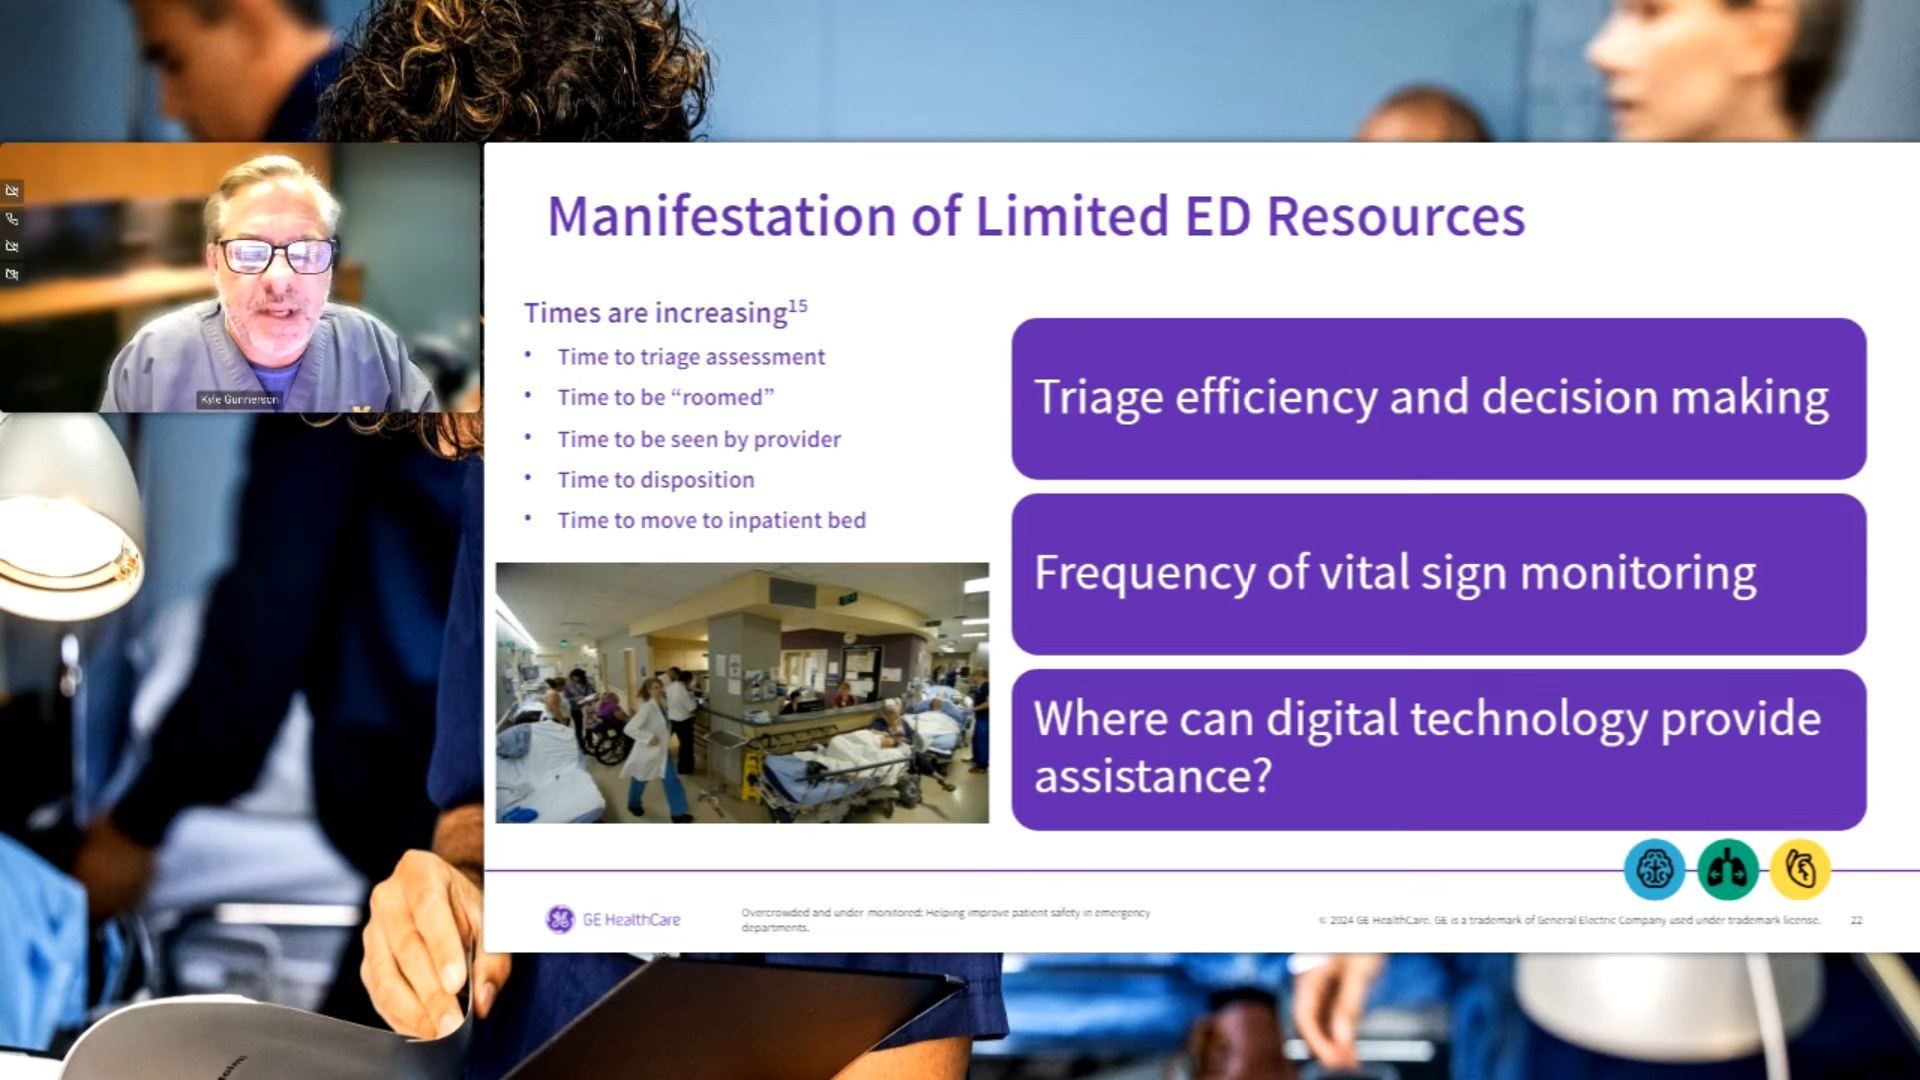 Manifestation of Limited ED Resources
Times are increasing15
• Time to triage assessment
• Time to be “roomed”
• Time to be seen by provider
• Time to disposition
• Time to move to inpatient bed
Triage efficiency and decision making
Frequency of vital sign monitoring
Where can digital technology provide
assistance?
Kyle Gunnerson
GE HealthCare
Overcrowded and under monitored: Helping improve patient safety in emergency
departments.
© 2024 GE HealthCare. GE is a trademark of General Electric Company used under trademark license.
22